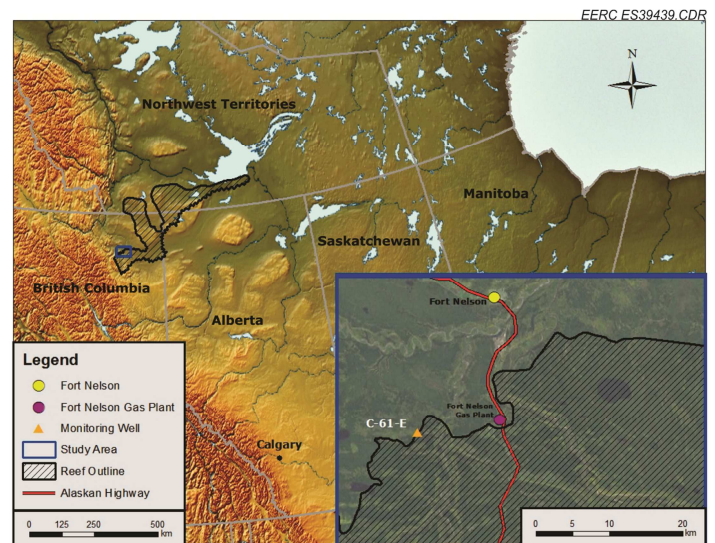 EERC ES39439.CDR
N
Northwest Territories
Manitoba
Saskatchewan
British Columbia
Alberta
Calgary
Fort Nelson
Fort Nelson
Gas Plant
C-61-E
Legend
Fort Nelson
Fort Nelson Gas Plant
Monitoring Well
Study Area
Reef Outline
Alaskan Highway
0 125 250 500
km
0 5 10 20
km